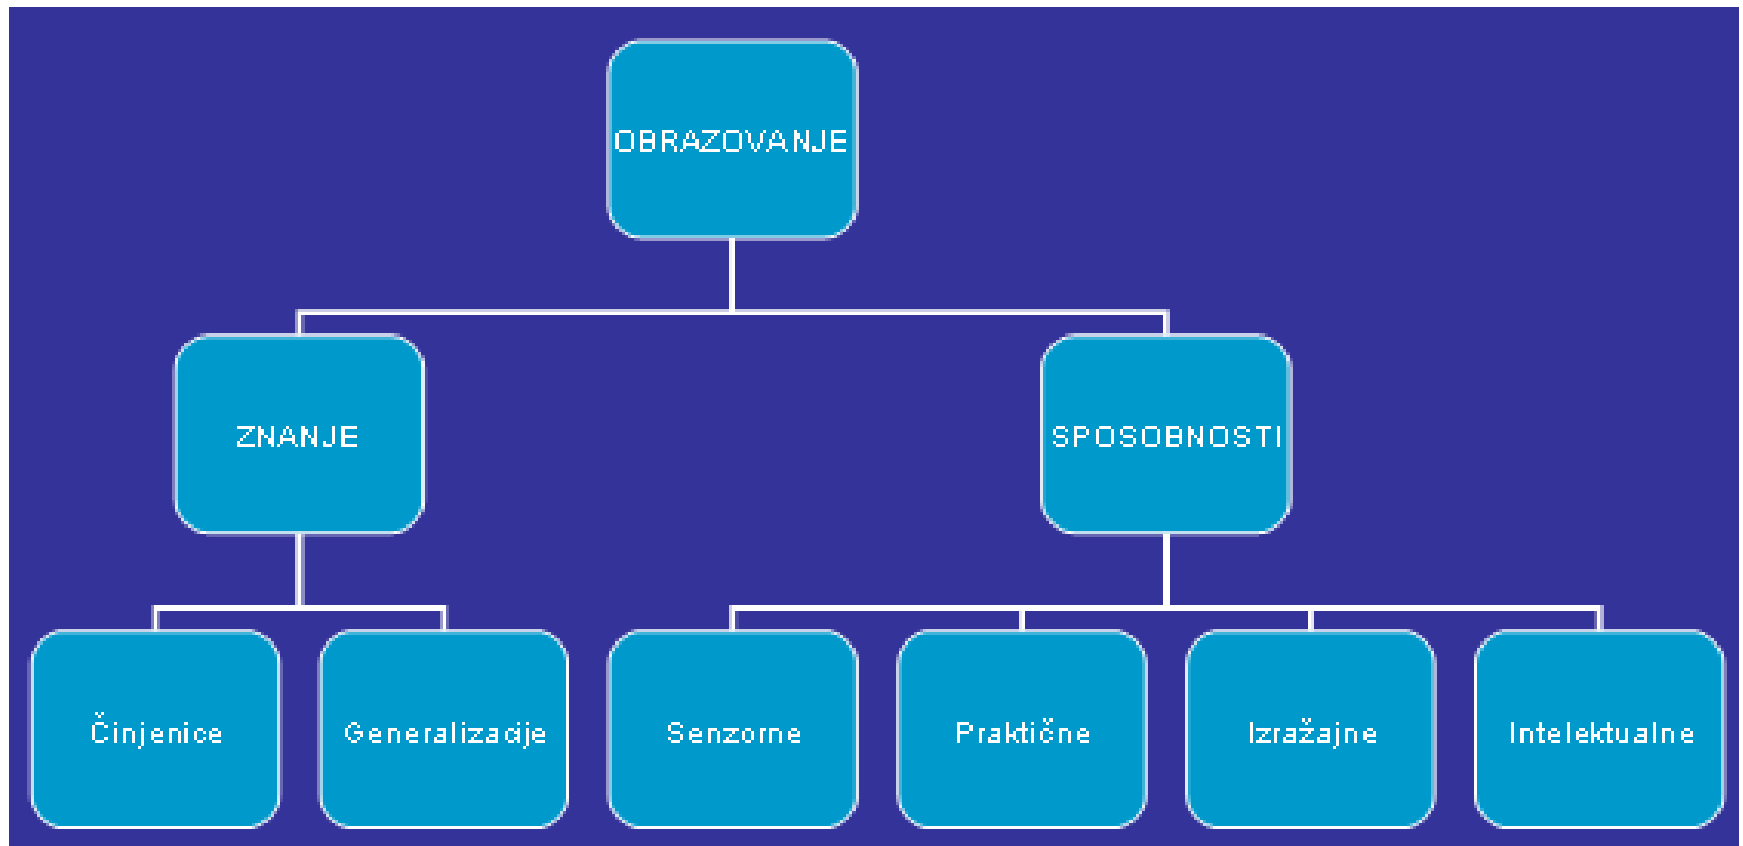 OBRAZOVANJE
ZNANJE
SPOSOBNOSTI
Činjenice
Generalizacije
Senzorne
Praktične
Izražajne
Intelektualne